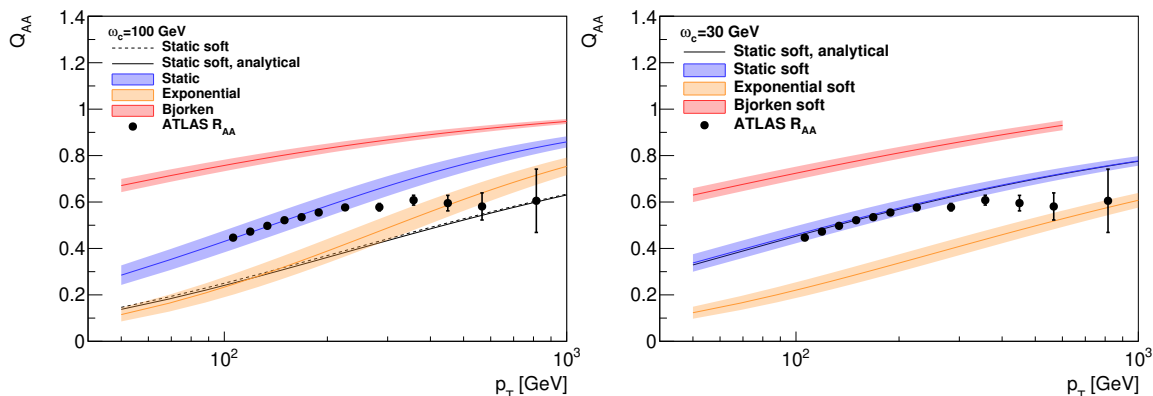 Q_AA
ω_c=100 GeV
Static soft
Static soft, analytical
Static
Exponential
Bjorken
ATLAS R_AA
1.4
1.2
1
0.8
0.6
0.4
0.2
0
10^2
10^3
p_T [GeV]
Q_AA
ω_c=30 GeV
Static soft, analytical
Static soft
Exponential soft
Bjorken soft
ATLAS R_AA
1.4
1.2
1
0.8
0.6
0.4
0.2
0
10^2
10^3
p_T [GeV]